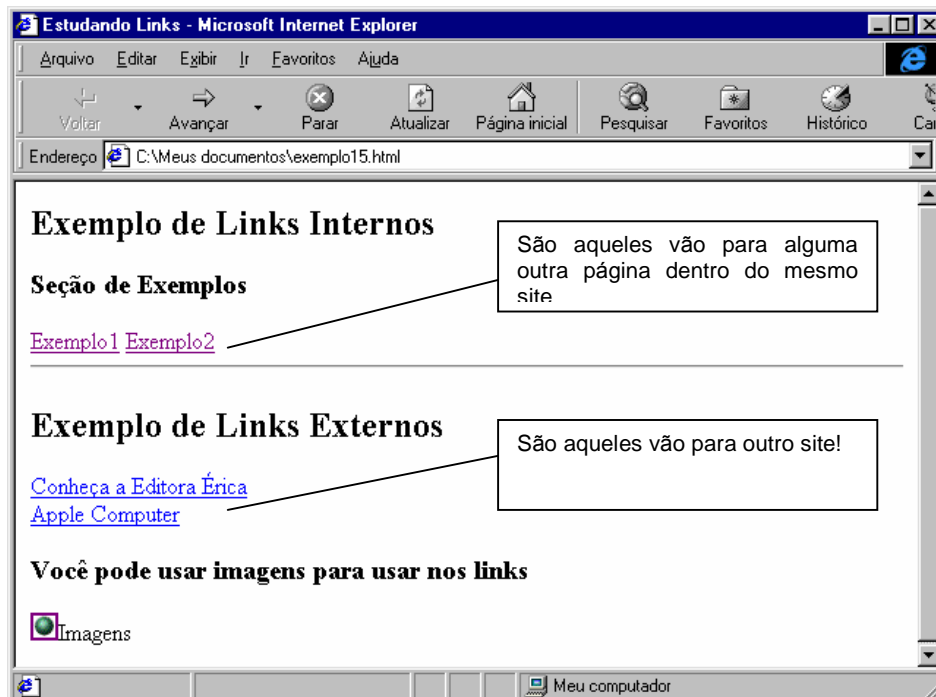 Estudando Links - Microsoft Internet Explorer
Arquivo Editar Exibir Ir Favoritos Ajuda
Voltar Avançar Parar Atualizar Página inicial Pesquisar Favoritos Histórico
Endereço C:\Meus documentos\exemplo15.html
Exemplo de Links Internos
São aqueles vão para alguma
outra página dentro do mesmo
site
Seção de Exemplos
Exemplo1 Exemplo2
Exemplo de Links Externos
São aqueles vão para outro site!
Conheça a Editora Érica
Apple Computer
Você pode usar imagens para usar nos links
Imagens
Meu computador